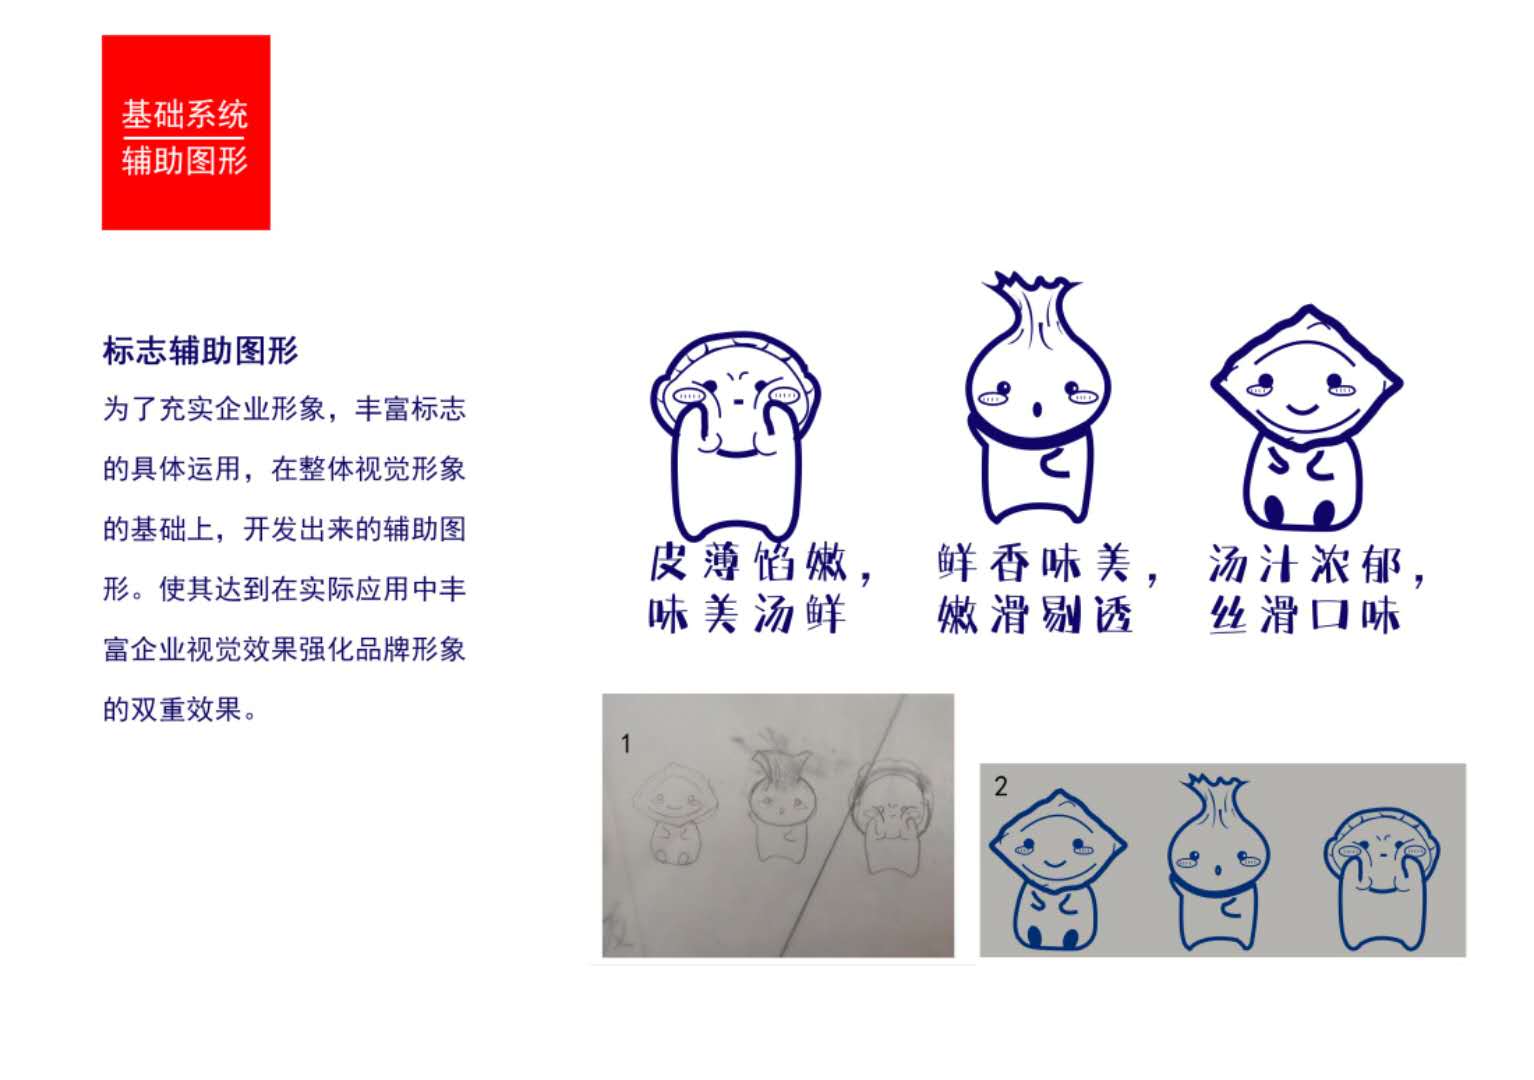 基础系统
辅助图形
标志辅助图形
为了充实企业形象，丰富标志
的具体运用，在整体视觉形象
的基础上，开发出来的辅助图
形。使其达到在实际应用中丰
富企业视觉效果强化品牌形象
的双重效果。
皮薄馅嫩，
味美汤鲜
鲜香味美，
嫩滑剔透
汤汁浓郁，
丝滑口味
1
2